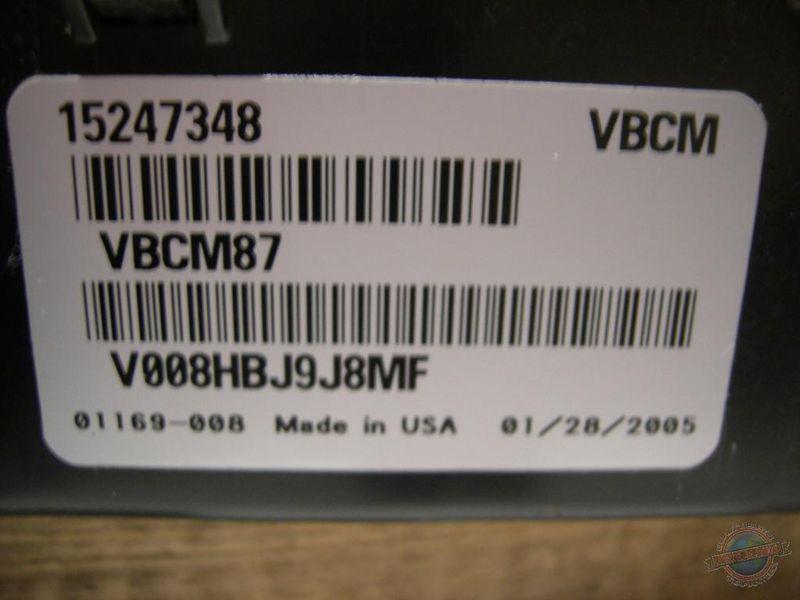 15247348 VBCM
VBCM87
V008HBJ9J8MF
01169-008 Made in USA 01/28/2005